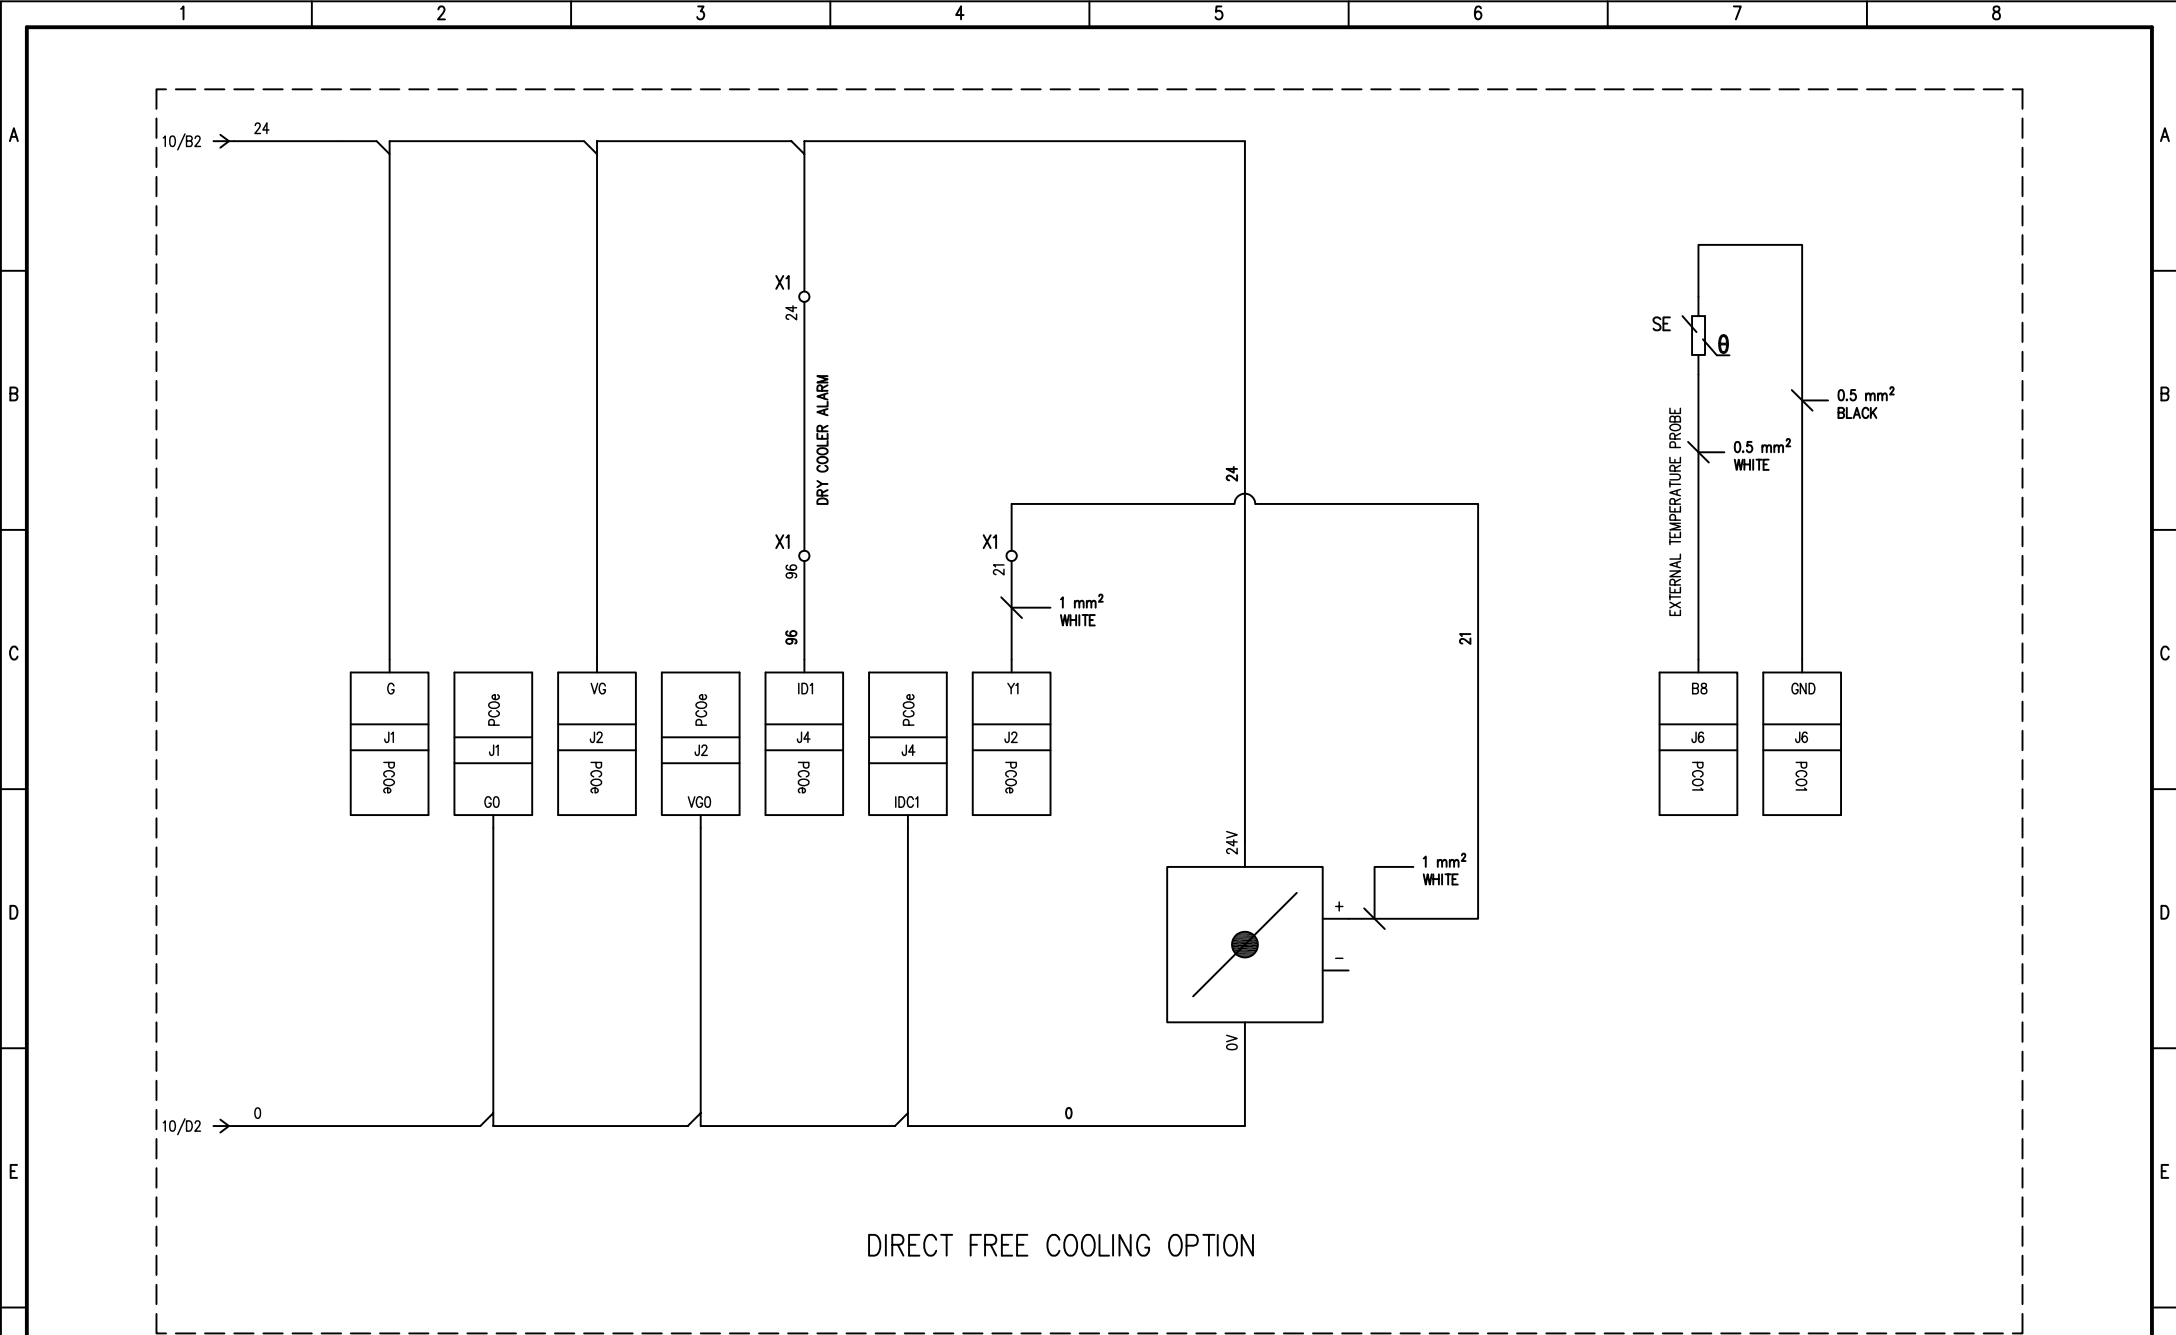 1 2 3 4 5 6 7 8
A A
10/B2 24
X1
24
SE θ
DRY COOLER ALARM
B B
0.5 mm²
BLACK
EXTERNAL TEMPERATURE PROBE
0.5 mm²
WHITE
24
X1
96
X1
21
1 mm²
WHITE
96
21
C C
G
J1
PCOe
PCOe
J1
G0
VG
J2
PCOe
PCOe
J2
VG0
ID1
J4
PCOe
PCOe
J4
IDC1
Y1
J2
PCOe
B8
J6
PCO1
GND
J6
PCO1
24V
1 mm²
WHITE
D D
+
-
0V
10/D2 0
0
E E
DIRECT FREE COOLING OPTION